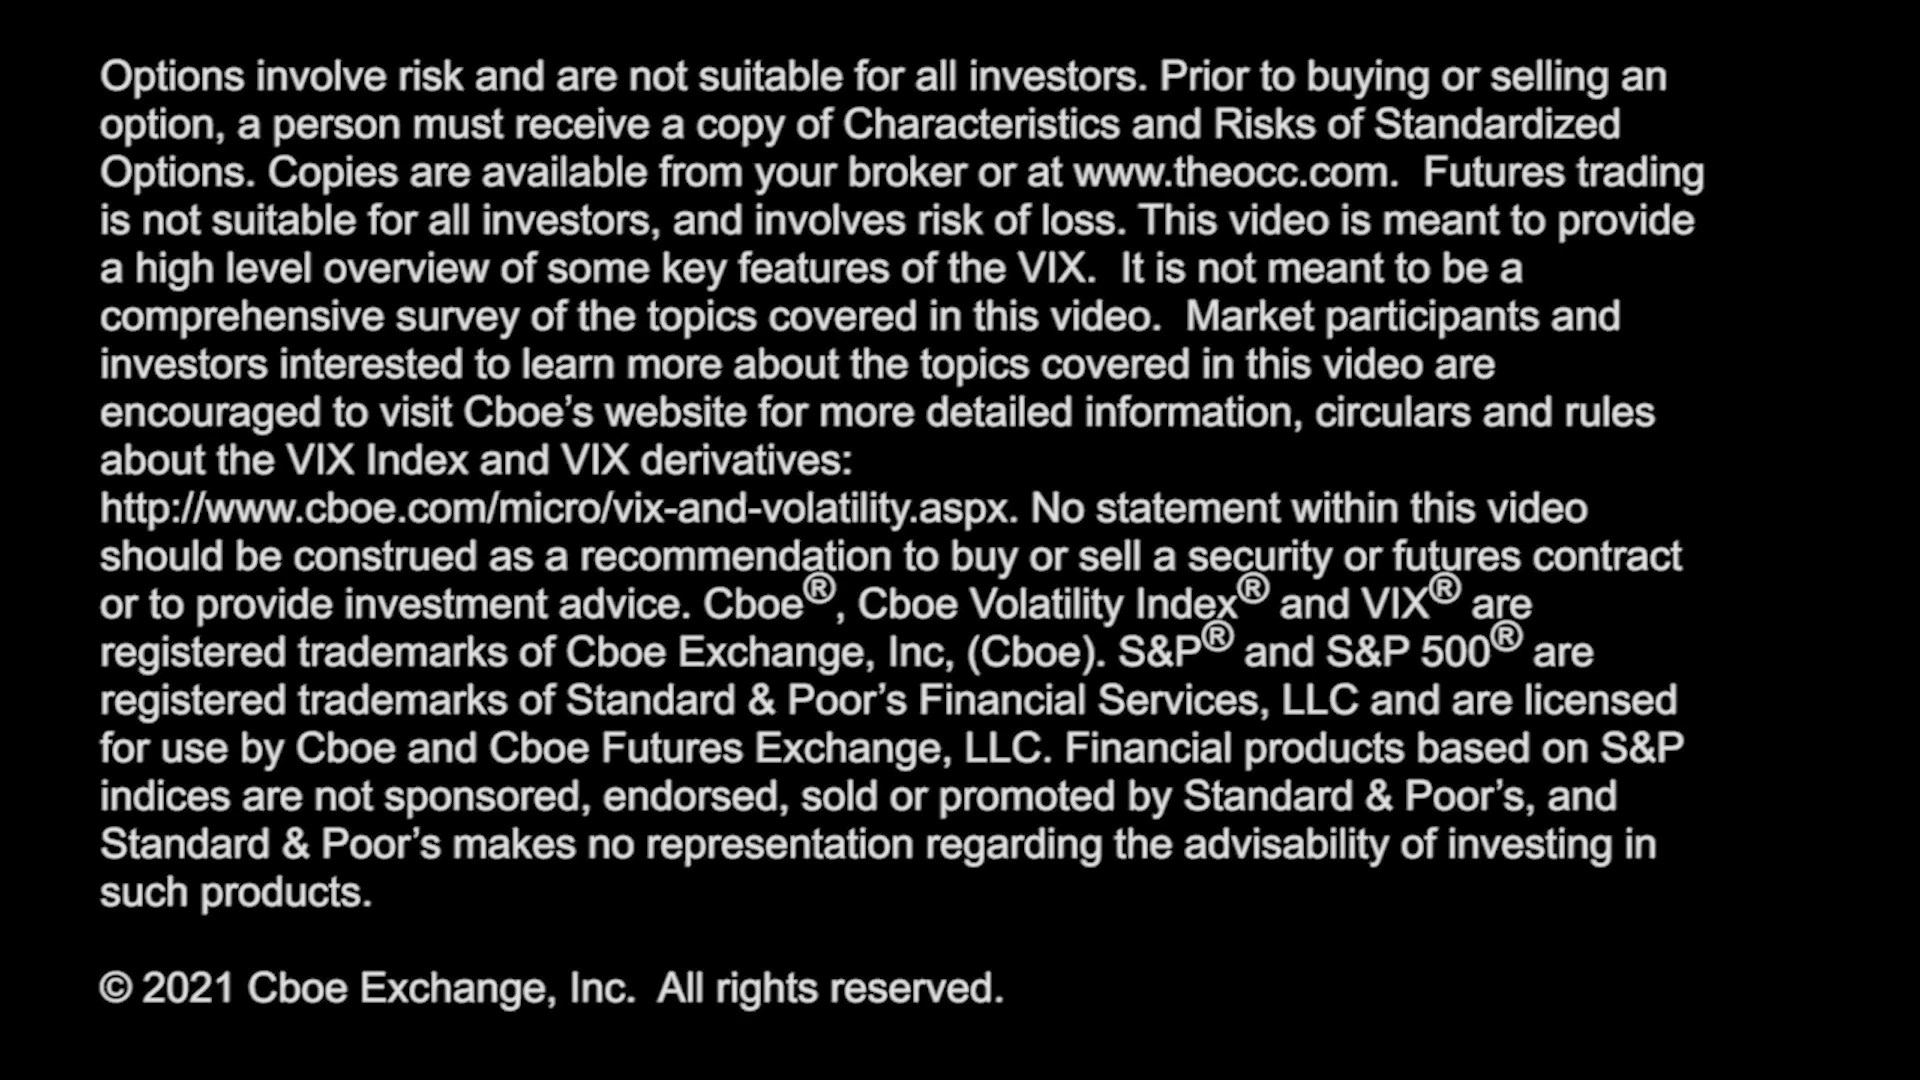 Options involve risk and are not suitable for all investors. Prior to buying or selling an
option, a person must receive a copy of Characteristics and Risks of Standardized
Options. Copies are available from your broker or at www.theocc.com.  Futures trading
is not suitable for all investors, and involves risk of loss. This video is meant to provide
a high level overview of some key features of the VIX.  It is not meant to be a
comprehensive survey of the topics covered in this video.  Market participants and
investors interested to learn more about the topics covered in this video are
encouraged to visit Cboe’s website for more detailed information, circulars and rules
about the VIX Index and VIX derivatives:
http://www.cboe.com/micro/vix-and-volatility.aspx. No statement within this video
should be construed as a recommendation to buy or sell a security or futures contract
or to provide investment advice. Cboe®, Cboe Volatility Index® and VIX® are
registered trademarks of Cboe Exchange, Inc, (Cboe). S&P® and S&P 500® are
registered trademarks of Standard & Poor’s Financial Services, LLC and are licensed
for use by Cboe and Cboe Futures Exchange, LLC. Financial products based on S&P
indices are not sponsored, endorsed, sold or promoted by Standard & Poor’s, and
Standard & Poor’s makes no representation regarding the advisability of investing in
such products.
© 2021 Cboe Exchange, Inc.  All rights reserved.